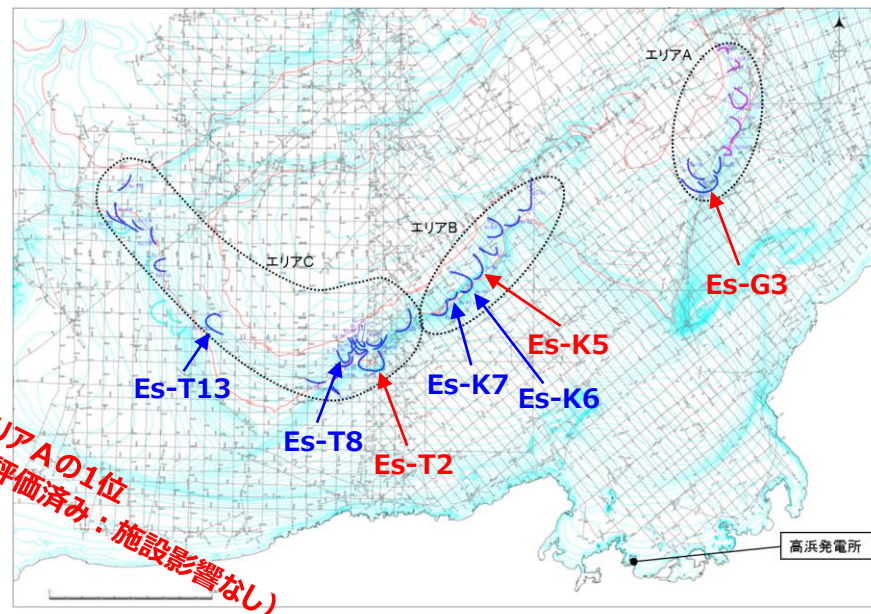 エリアA
エリアB
エリアC
Es-G3
Es-K5
Es-K7
Es-K6
Es-T13
Es-T8
Es-T2
リアAの1位
評価済み：施設影響なし）
高浜発電所